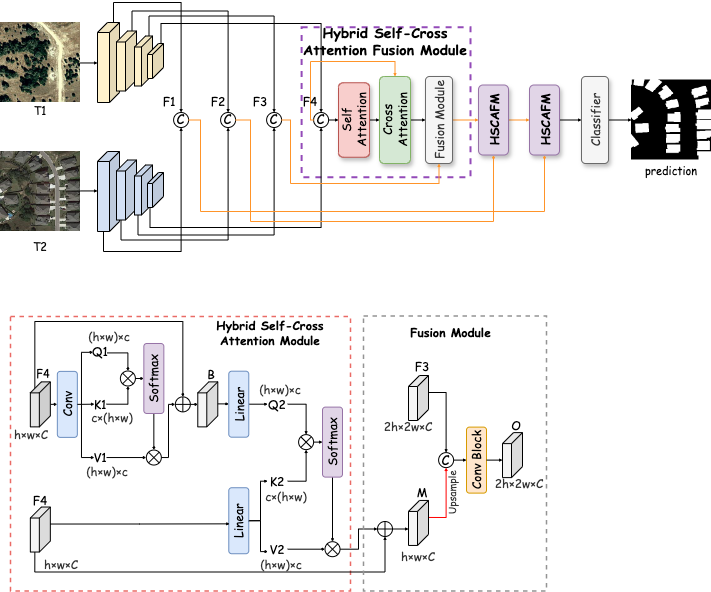 Hybrid Self-Cross
Attention Fusion Module
T1
F1
F2
F3
F4
C
C
C
C
Self
Attention
Cross
Attention
Fusion Module
HSCAFM
HSCAFM
Classifier
prediction
T2
Hybrid Self-Cross
Attention Module
F4
h×w×C
Conv
(h×w)×c
Q1
K1
c×(h×w)
V1
(h×w)×c
Softmax
B
Linear
(h×w)×c
Q2
Softmax
F4
h×w×C
Linear
K2
c×(h×w)
V2
(h×w)×c
Fusion Module
F3
2h×2w×C
C
Upsample
M
h×w×C
Conv Block
O
2h×2w×C